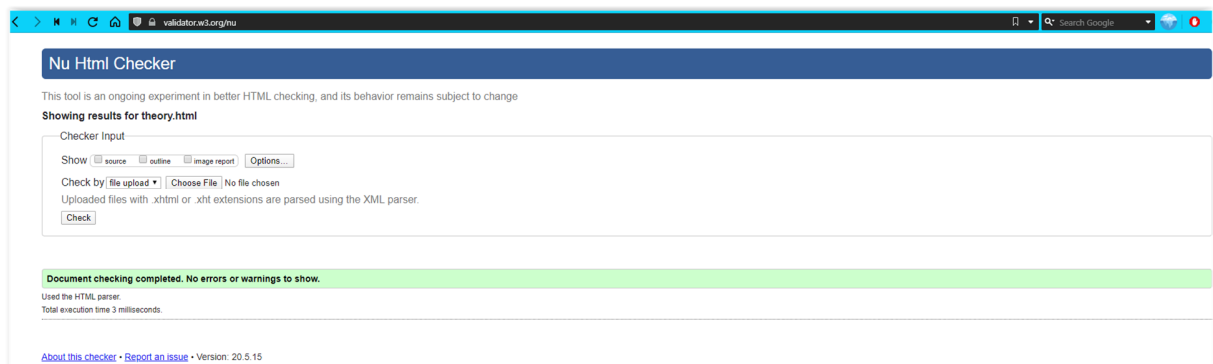 validator.w3.org/nu Search Google
Nu Html Checker
This tool is an ongoing experiment in better HTML checking, and its behavior remains subject to change
Showing results for theory.html
Checker Input
Show source outline image report Options...
Check by file upload Choose File No file chosen
Uploaded files with .xhtml or .xht extensions are parsed using the XML parser.
Check
Document checking completed. No errors or warnings to show.
Used the HTML parser.
Total execution time 3 milliseconds.
About this checker • Report an issue • Version: 20.5.15